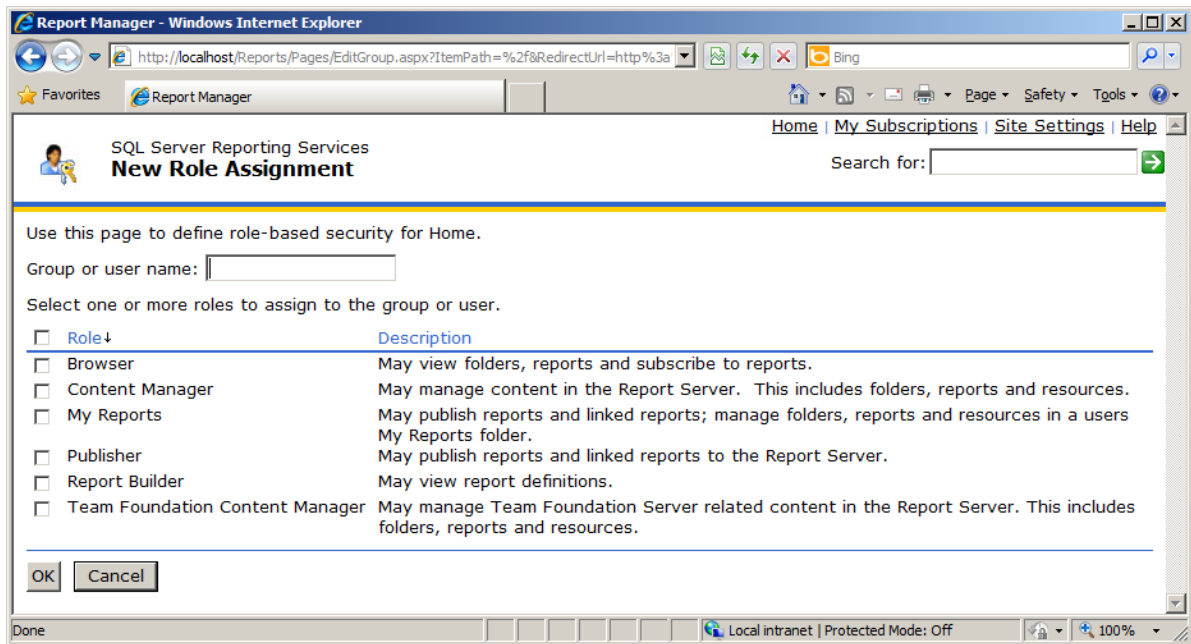 Report Manager - Windows Internet Explorer
http://localhost/Reports/Pages/EditGroup.aspx?ItemPath=%2f&RedirectUrl=http%3a
Bing
Favorites
Report Manager
Page
Safety
Tools
Home | My Subscriptions | Site Settings | Help
SQL Server Reporting Services
New Role Assignment
Search for:
Use this page to define role-based security for Home.
Group or user name:
Select one or more roles to assign to the group or user.
Role↓ Description
Browser May view folders, reports and subscribe to reports.
Content Manager May manage content in the Report Server. This includes folders, reports and resources.
My Reports May publish reports and linked reports; manage folders, reports and resources in a users
My Reports folder.
Publisher May publish reports and linked reports to the Report Server.
Report Builder May view report definitions.
Team Foundation Content Manager May manage Team Foundation Server related content in the Report Server. This includes
folders, reports and resources.
OK Cancel
Done
Local intranet | Protected Mode: Off
100%